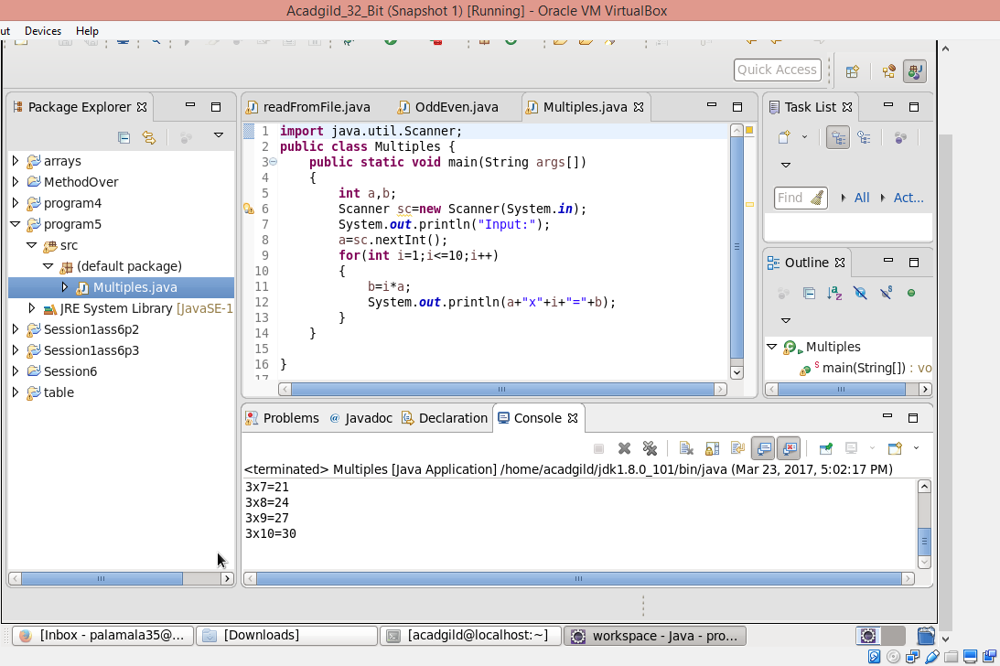 Acadgild_32_Bit (Snapshot 1) [Running] - Oracle VM VirtualBox
ut Devices Help
Quick Access
Package Explorer
arrays
MethodOver
program4
program5
src
(default package)
Multiples.java
JRE System Library [JavaSE-1
Session1ass6p2
Session1ass6p3
Session6
table
readFromFile.java OddEven.java Multiples.java
1 import java.util.Scanner;
2 public class Multiples {
3 public static void main(String args[])
4 {
5 int a,b;
6 Scanner sc=new Scanner(System.in);
7 System.out.println("Input:");
8 a=sc.nextInt();
9 for(int i=1;i<=10;i++)
10 {
11 b=i*a;
12 System.out.println(a+"x"+i+"="+b);
13 }
14 }
15
16 }
17
Task List
Find All Act...
Outline
Multiples
main(String[]) : vo
Problems @ Javadoc Declaration Console
<terminated> Multiples [Java Application] /home/acadgild/jdk1.8.0_101/bin/java (Mar 23, 2017, 5:02:17 PM)
3x7=21
3x8=24
3x9=27
3x10=30
[Inbox - palamala35@... [Downloads] [acadgild@localhost:~] workspace - Java - pro...